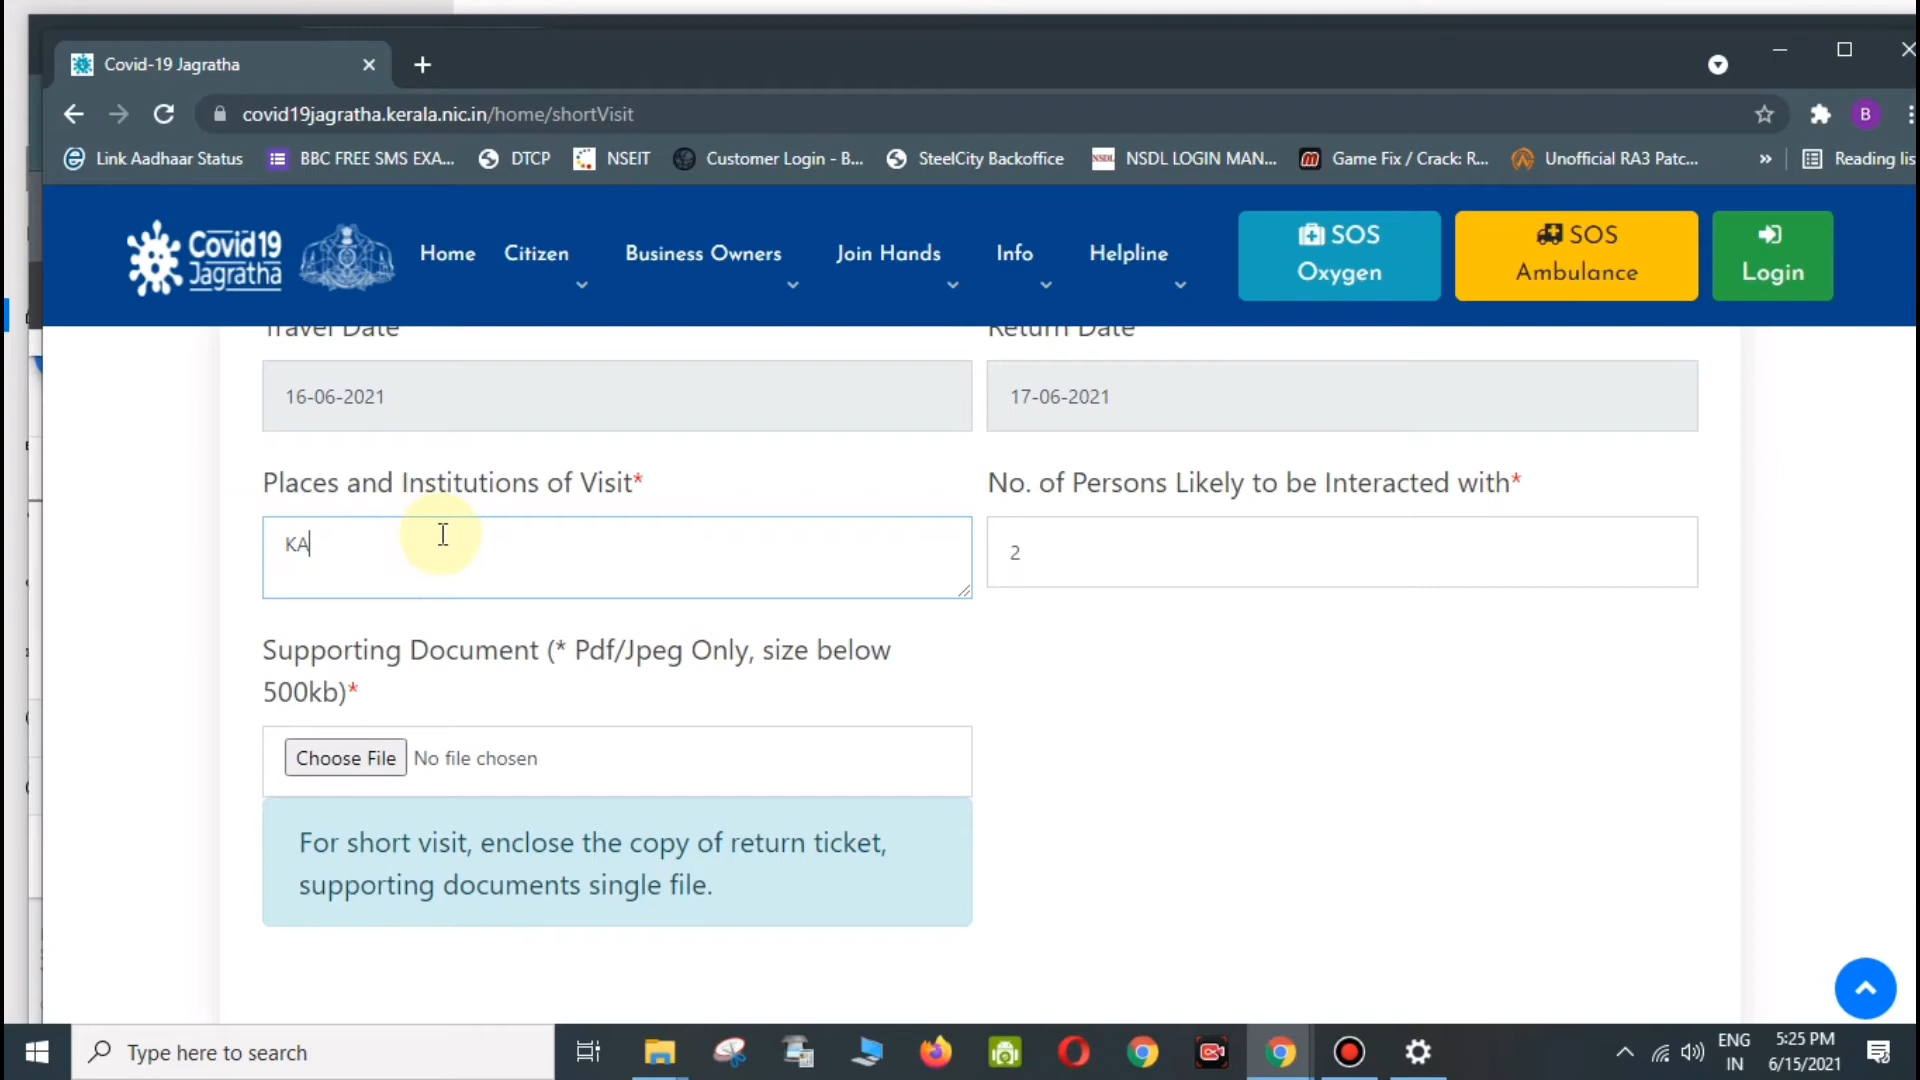 Covid-19 Jagratha
covid19jagratha.kerala.nic.in/home/shortVisit
B
Link Aadhaar Status
BBC FREE SMS EXA...
DTCP
NSEIT
Customer Login - B...
SteelCity Backoffice
NSDL
NSDL LOGIN MAN...
Game Fix / Crack: R...
Unofficial RA3 Patc...
»
Reading lis
Covid19
Jagratha
Home
Citizen
Business Owners
Join Hands
Info
Helpline
SOS
Oxygen
SOS
Ambulance
Login
Travel Date
Return Date
16-06-2021
17-06-2021
Places and Institutions of Visit*
No. of Persons Likely to be Interacted with*
KA
2
Supporting Document (* Pdf/Jpeg Only, size below
500kb)*
Choose File No file chosen
For short visit, enclose the copy of return ticket,
supporting documents single file.
Type here to search
ENG
IN
5:25 PM
6/15/2021